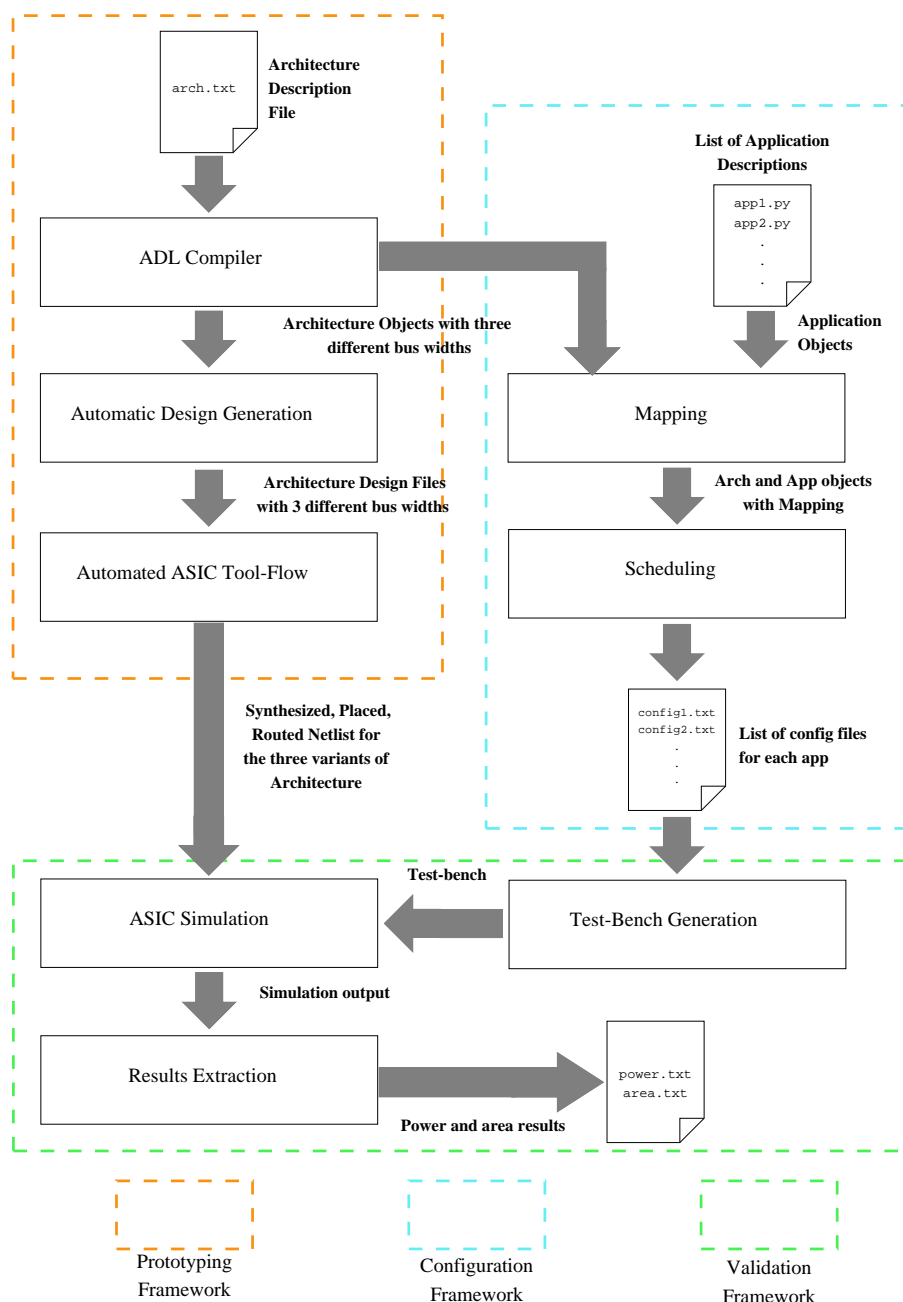 arch.txt
Architecture
Description
File
List of Application
Descriptions
app1.py
app2.py
.
.
.
ADL Compiler
Architecture Objects with three
different bus widths
Application
Objects
Automatic Design Generation
Mapping
Architecture Design Files
with 3 different bus widths
Arch and App objects
with Mapping
Automated ASIC Tool-Flow
Scheduling
Synthesized, Placed,
Routed Netlist for
the three variants of
Architecture
config1.txt
config2.txt
.
.
.
List of config files
for each app
Test-bench
ASIC Simulation
Test-Bench Generation
Simulation output
Results Extraction
power.txt
area.txt
Power and area results
Prototyping
Framework
Configuration
Framework
Validation
Framework